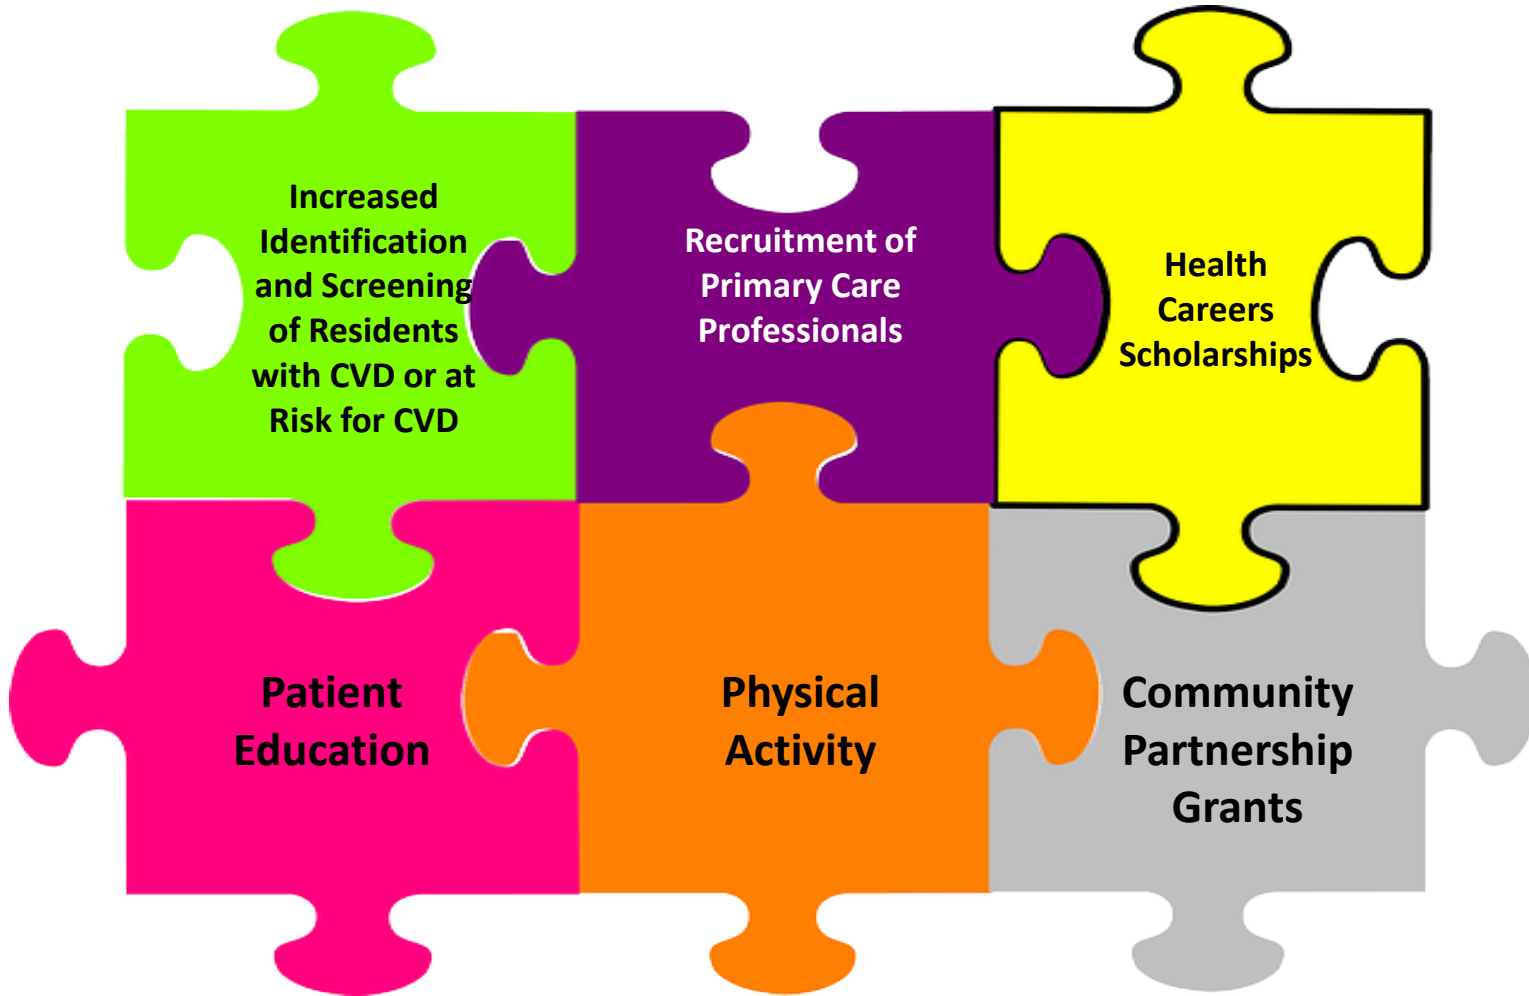 Increased
Identification
and Screening
of Residents
with CVD or at
Risk for CVD
Recruitment of
Primary Care
Professionals
Health
Careers
Scholarships
Patient
Education
Physical
Activity
Community
Partnership
Grants